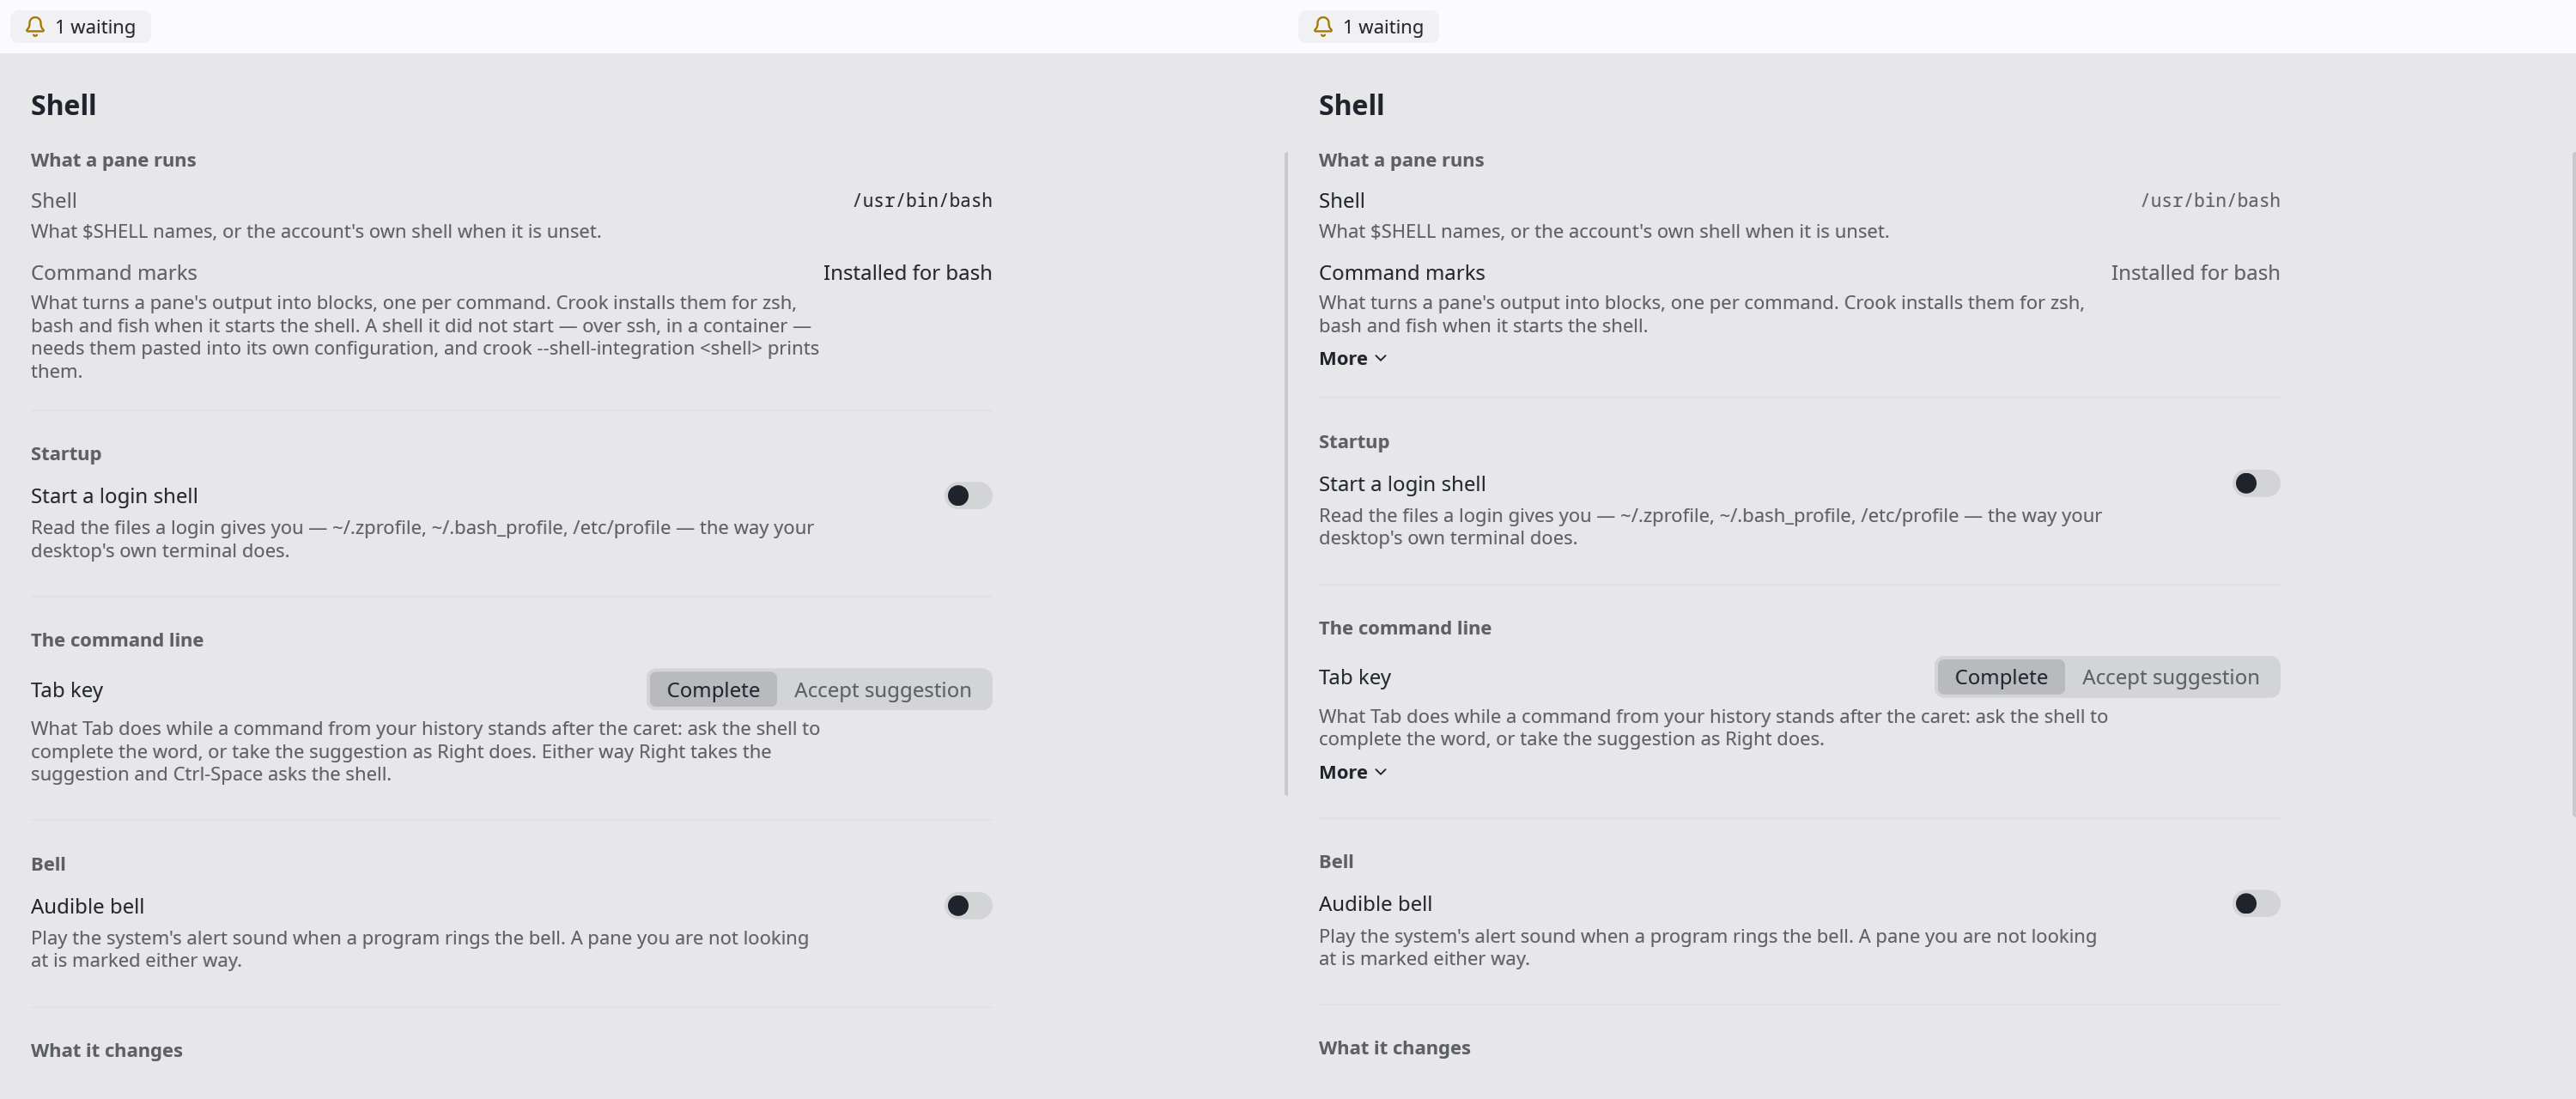 1 waiting
Shell
What a pane runs
Shell
/usr/bin/bash
What $SHELL names, or the account's own shell when it is unset.
Command marks
Installed for bash
What turns a pane's output into blocks, one per command. Crook installs them for zsh,
bash and fish when it starts the shell. A shell it did not start — over ssh, in a container —
needs them pasted into its own configuration, and crook --shell-integration <shell> prints
them.
Startup
Start a login shell
Read the files a login gives you — ~/.zprofile, ~/.bash_profile, /etc/profile — the way your
desktop's own terminal does.
The command line
Tab key
Complete
Accept suggestion
What Tab does while a command from your history stands after the caret: ask the shell to
complete the word, or take the suggestion as Right does. Either way Right takes the
suggestion and Ctrl-Space asks the shell.
Bell
Audible bell
Play the system's alert sound when a program rings the bell. A pane you are not looking
at is marked either way.
What it changes
1 waiting
Shell
What a pane runs
Shell
/usr/bin/bash
What $SHELL names, or the account's own shell when it is unset.
Command marks
Installed for bash
What turns a pane's output into blocks, one per command. Crook installs them for zsh,
bash and fish when it starts the shell.
More
Startup
Start a login shell
Read the files a login gives you — ~/.zprofile, ~/.bash_profile, /etc/profile — the way your
desktop's own terminal does.
The command line
Tab key
Complete
Accept suggestion
What Tab does while a command from your history stands after the caret: ask the shell to
complete the word, or take the suggestion as Right does.
More
Bell
Audible bell
Play the system's alert sound when a program rings the bell. A pane you are not looking
at is marked either way.
What it changes